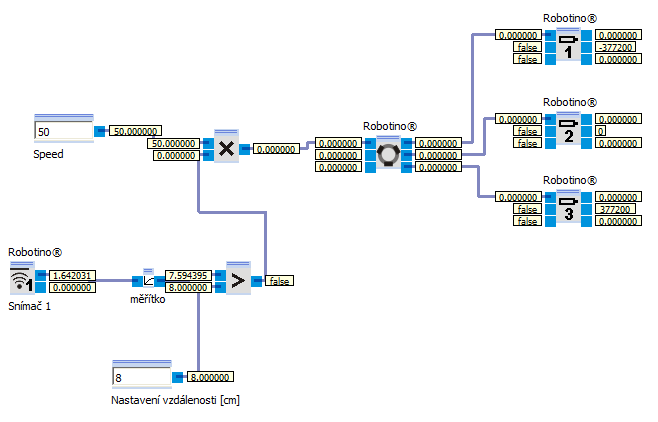 Robotino®
0.000000 0.000000
false -377200
false 0.000000
1
Robotino®
0.000000 0.000000
false 0
false 0.000000
2
Robotino®
0.000000 0.000000
false 377200
false 0.000000
3
Robotino®
0.000000 0.000000
0.000000 0.000000
0.000000 0.000000
50 50.000000
Speed
50.000000
0.000000
× 0.000000
Robotino®
1.642031
0.000000
1
Snímač 1
měřítko
7.594395
8.000000
> false
8 8.000000
Nastavení vzdálenosti [cm]